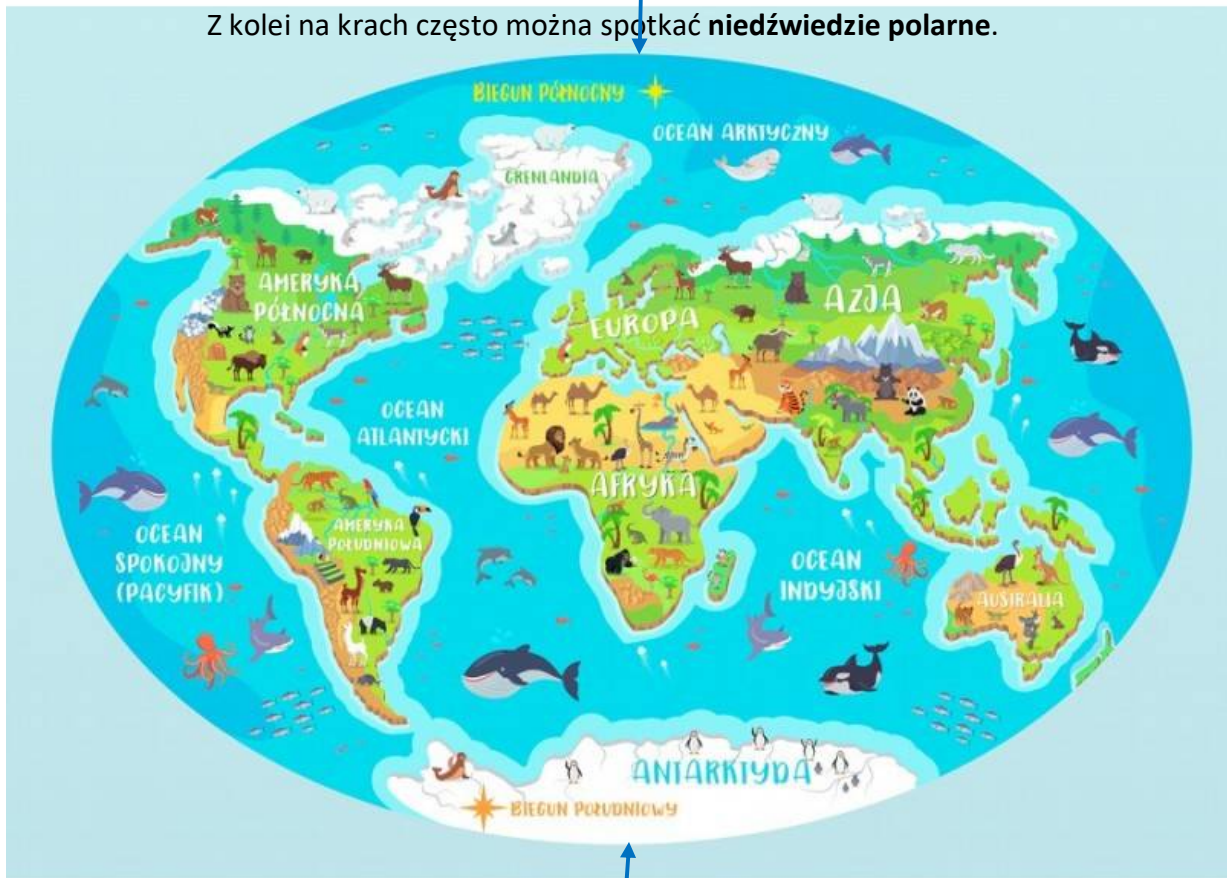 Z kolei na krach często można spotkać niedźwiedzie polarne.
BIEGUN PÓŁNOCNY
OCEAN ARKTYCZNY
GRENLANDIA
AMERYKA
PÓŁNOCNA
EUROPA
AZJA
OCEAN
ATLANTYCKI
AFRYKA
AMERYKA
POŁUDNIOWA
OCEAN
SPOKOJNY
(PACYFIK)
OCEAN
INDYJSKI
AUSTRALIA
ANTARKTYDA
BIEGUN POŁUDNIOWY